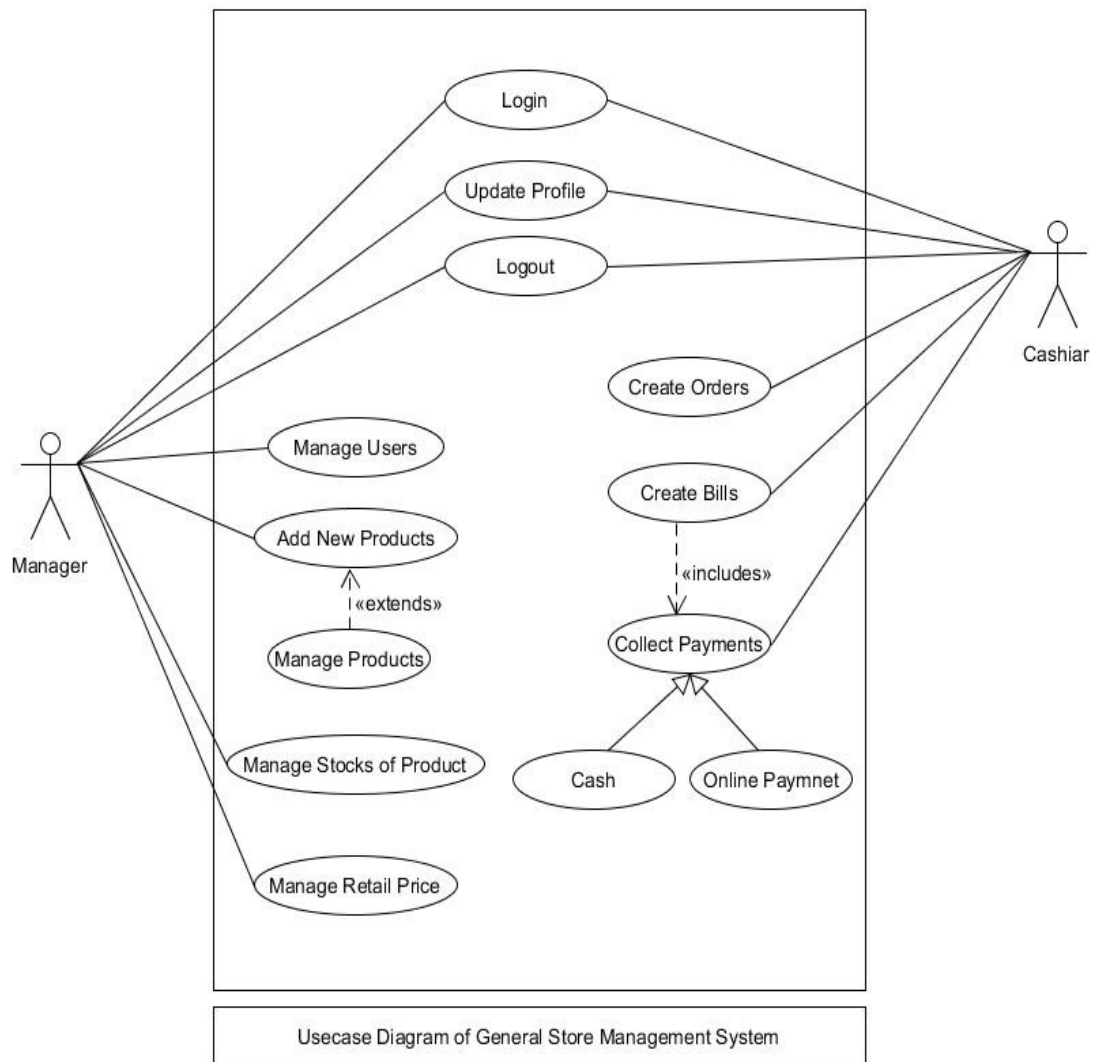 Login
Update Profile
Logout
Cashiar
Create Orders
Manage Users
Create Bills
Add New Products
Manager
«includes»
«extends»
Collect Payments
Manage Products
Manage Stocks of Product
Cash
Online Paymnet
Manage Retail Price
Usecase Diagram of General Store Management System